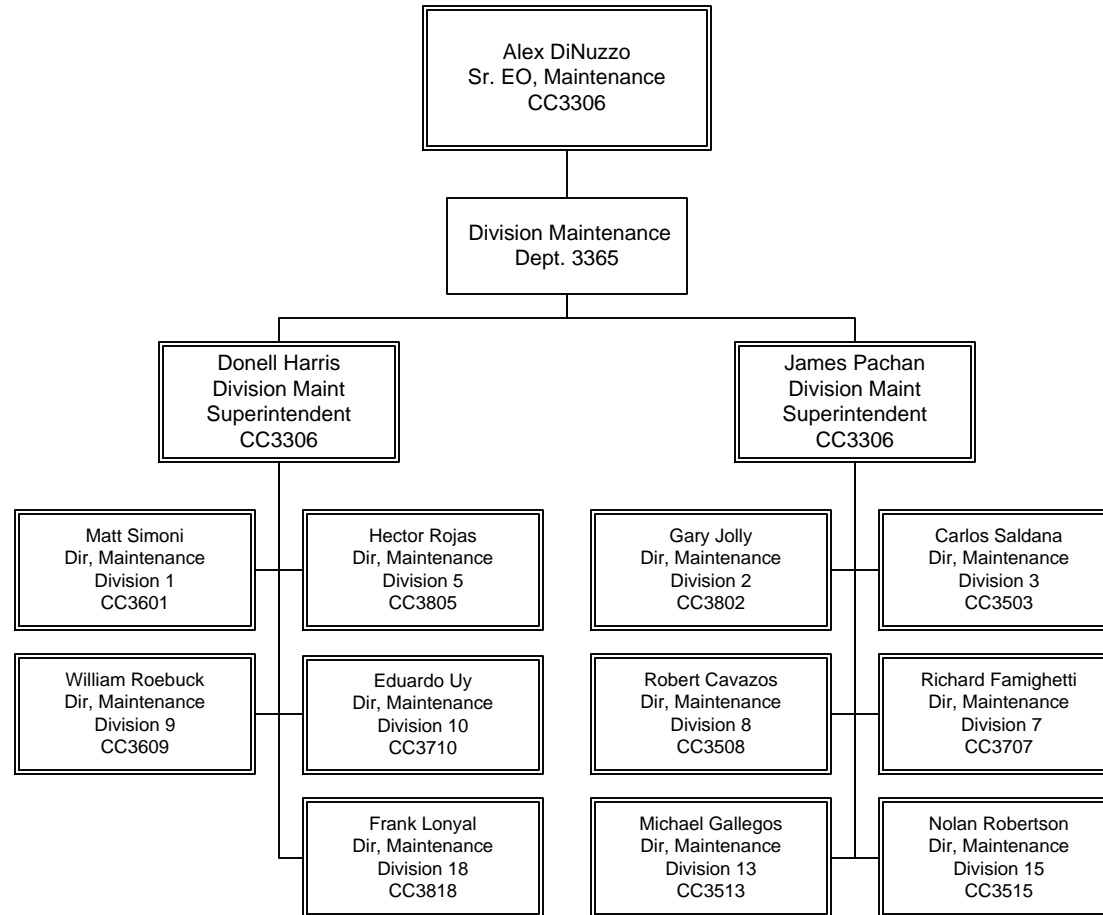 Alex DiNuzzo
Sr. EO, Maintenance
CC3306
Division Maintenance
Dept. 3365
Donell Harris
Division Maint
Superintendent
CC3306
James Pachan
Division Maint
Superintendent
CC3306
Matt Simoni
Dir, Maintenance
Division 1
CC3601
Hector Rojas
Dir, Maintenance
Division 5
CC3805
Gary Jolly
Dir, Maintenance
Division 2
CC3802
Carlos Saldana
Dir, Maintenance
Division 3
CC3503
William Roebuck
Dir, Maintenance
Division 9
CC3609
Eduardo Uy
Dir, Maintenance
Division 10
CC3710
Robert Cavazos
Dir, Maintenance
Division 8
CC3508
Richard Famighetti
Dir, Maintenance
Division 7
CC3707
Frank Lonyal
Dir, Maintenance
Division 18
CC3818
Michael Gallegos
Dir, Maintenance
Division 13
CC3513
Nolan Robertson
Dir, Maintenance
Division 15
CC3515